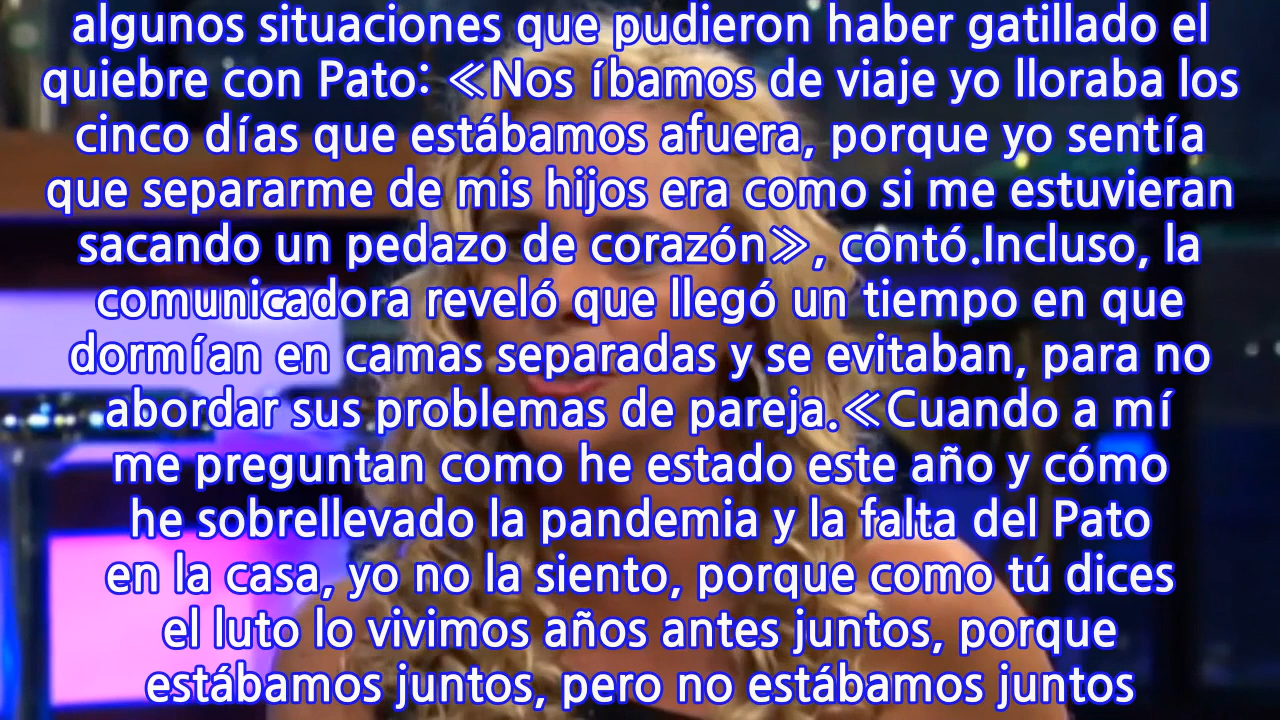 algunos situaciones que pudieron haber gatillado el
quiebre con Pato: ≪Nos íbamos de viaje yo lloraba los
cinco días que estábamos afuera, porque yo sentía
que separarme de mis hijos era como si me estuvieran
sacando un pedazo de corazón≫, contó.Incluso, la
comunicadora reveló que llegó un tiempo en que
dormían en camas separadas y se evitaban, para no
abordar sus problemas de pareja.≪Cuando a mí
me preguntan como he estado este año y cómo
he sobrellevado la pandemia y la falta del Pato
en la casa, yo no la siento, porque como tú dices
el luto lo vivimos años antes juntos, porque
estábamos juntos, pero no estábamos juntos